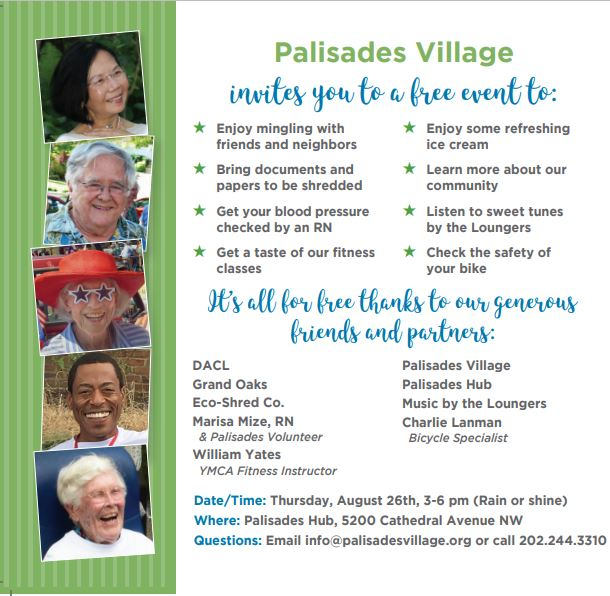 Palisades Village
invites you to a free event to:
★ Enjoy mingling with
friends and neighbors
★ Bring documents and
papers to be shredded
★ Get your blood pressure
checked by an RN
★ Get a taste of our fitness
classes
★ Enjoy some refreshing
ice cream
★ Learn more about our
community
★ Listen to sweet tunes
by the Loungers
★ Check the safety of
your bike
It's all for free thanks to our generous
friends and partners:
DACL
Grand Oaks
Eco-Shred Co.
Marisa Mize, RN
& Palisades Volunteer
William Yates
YMCA Fitness Instructor
Palisades Village
Palisades Hub
Music by the Loungers
Charlie Lanman
Bicycle Specialist
Date/Time: Thursday, August 26th, 3-6 pm (Rain or shine)
Where: Palisades Hub, 5200 Cathedral Avenue NW
Questions: Email info@palisadesvillage.org or call 202.244.3310